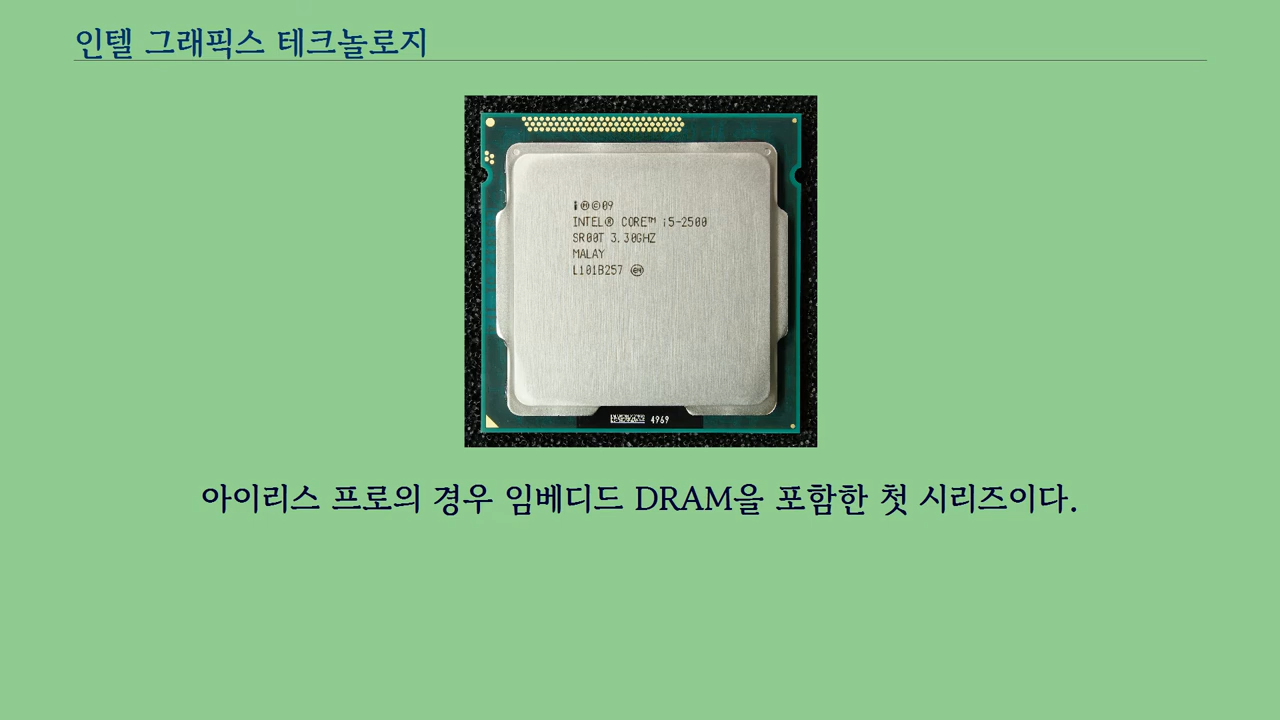 인텔 그래픽스 테크놀로지
i Ⓜ©09
INTEL® CORE™ i5-2500
SR00T 3.30GHZ
MALAY
L101B257 e4
4969
아이리스 프로의 경우 임베디드 DRAM을 포함한 첫 시리즈이다.